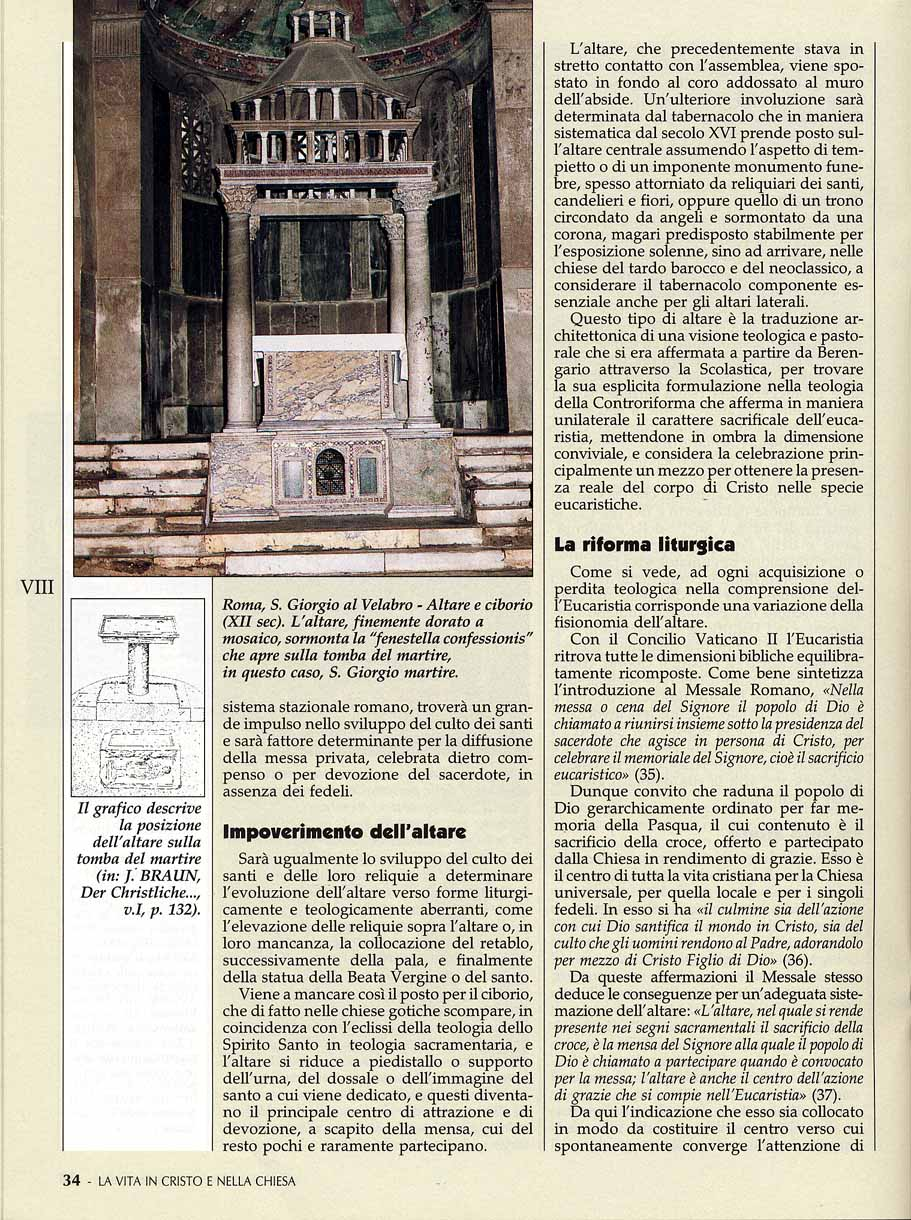 VIII
Roma, S. Giorgio al Velabro - Altare e ciborio
(XII sec). L'altare, finemente dorato a
mosaico, sormonta la "fenestella confessionis"
che apre sulla tomba del martire,
in questo caso, S. Giorgio martire.
Il grafico descrive
la posizione
dell'altare sulla
tomba del martire
(in: J. BRAUN,
Der Christliche...,
v.I, p. 132).
sistema stazionale romano, troverà un gran-
de impulso nello sviluppo del culto dei santi
e sarà fattore determinante per la diffusione
della messa privata, celebrata dietro com-
penso o per devozione del sacerdote, in
assenza dei fedeli.
Impoverimento dell'altare
Sarà ugualmente lo sviluppo del culto dei
santi e delle loro reliquie a determinare
l'evoluzione dell'altare verso forme liturgi-
camente e teologicamente aberranti, come
l'elevazione delle reliquie sopra l'altare o, in
loro mancanza, la collocazione del retablo,
successivamente della pala, e finalmente
della statua della Beata Vergine o del santo.
Viene a mancare così il posto per il ciborio,
che di fatto nelle chiese gotiche scompare, in
coincidenza con l'eclissi della teologia dello
Spirito Santo in teologia sacramentaria, e
l'altare si riduce a piedistallo o supporto
dell'urna, del dossale o dell'immagine del
santo a cui viene dedicato, e questi diventa-
no il principale centro di attrazione e di
devozione, a scapito della mensa, cui del
resto pochi e raramente partecipano.
L'altare, che precedentemente stava in
stretto contatto con l'assemblea, viene spo-
stato in fondo al coro addossato al muro
dell'abside. Un'ulteriore involuzione sarà
determinata dal tabernacolo che in maniera
sistematica dal secolo XVI prende posto sul-
l'altare centrale assumendo l'aspetto di tem-
pietto o di un imponente monumento fune-
bre, spesso attorniato da reliquiari dei santi,
candelieri e fiori, oppure quello di un trono
circondato da angeli e sormontato da una
corona, magari predisposto stabilmente per
l'esposizione solenne, sino ad arrivare, nelle
chiese del tardo barocco e del neoclassico, a
considerare il tabernacolo componente es-
senziale anche per gli altari laterali.
Questo tipo di altare è la traduzione ar-
chitettonica di una visione teologica e pasto-
rale che si era affermata a partire da Beren-
gario attraverso la Scolastica, per trovare
la sua esplicita formulazione nella teologia
della Controriforma che afferma in maniera
unilaterale il carattere sacrificale dell'euca-
ristia, mettendone in ombra la dimensione
conviviale, e considera la celebrazione prin-
cipalmente un mezzo per ottenere la presen-
za reale del corpo di Cristo nelle specie
eucaristiche.
La riforma liturgica
Come si vede, ad ogni acquisizione o
perdita teologica nella comprensione del-
l'Eucaristia corrisponde una variazione della
fisionomia dell'altare.
Con il Concilio Vaticano II l'Eucaristia
ritrova tutte le dimensioni bibliche equilibra-
tamente ricomposte. Come bene sintetizza
l'introduzione al Messale Romano, «Nella
messa o cena del Signore il popolo di Dio è
chiamato a riunirsi insieme sotto la presidenza del
sacerdote che agisce in persona di Cristo, per
celebrare il memoriale del Signore, cioè il sacrificio
eucaristico» (35).
Dunque convito che raduna il popolo di
Dio gerarchicamente ordinato per far me-
moria della Pasqua, il cui contenuto è il
sacrificio della croce, offerto e partecipato
dalla Chiesa in rendimento di grazie. Esso è
il centro di tutta la vita cristiana per la Chiesa
universale, per quella locale e per i singoli
fedeli. In esso si ha «il culmine sia dell'azione
con cui Dio santifica il mondo in Cristo, sia del
culto che gli uomini rendono al Padre, adorandolo
per mezzo di Cristo Figlio di Dio» (36).
Da queste affermazioni il Messale stesso
deduce le conseguenze per un'adeguata siste-
mazione dell'altare: «L'altare, nel quale si rende
presente nei segni sacramentali il sacrificio della
croce, è la mensa del Signore alla quale il popolo di
Dio è chiamato a partecipare quando è convocato
per la messa; l'altare è anche il centro dell'azione
di grazie che si compie nell'Eucaristia» (37).
Da qui l'indicazione che esso sia collocato
in modo da costituire il centro verso cui
spontaneamente converge l'attenzione di
34 - LA VITA IN CRISTO E NELLA CHIESA